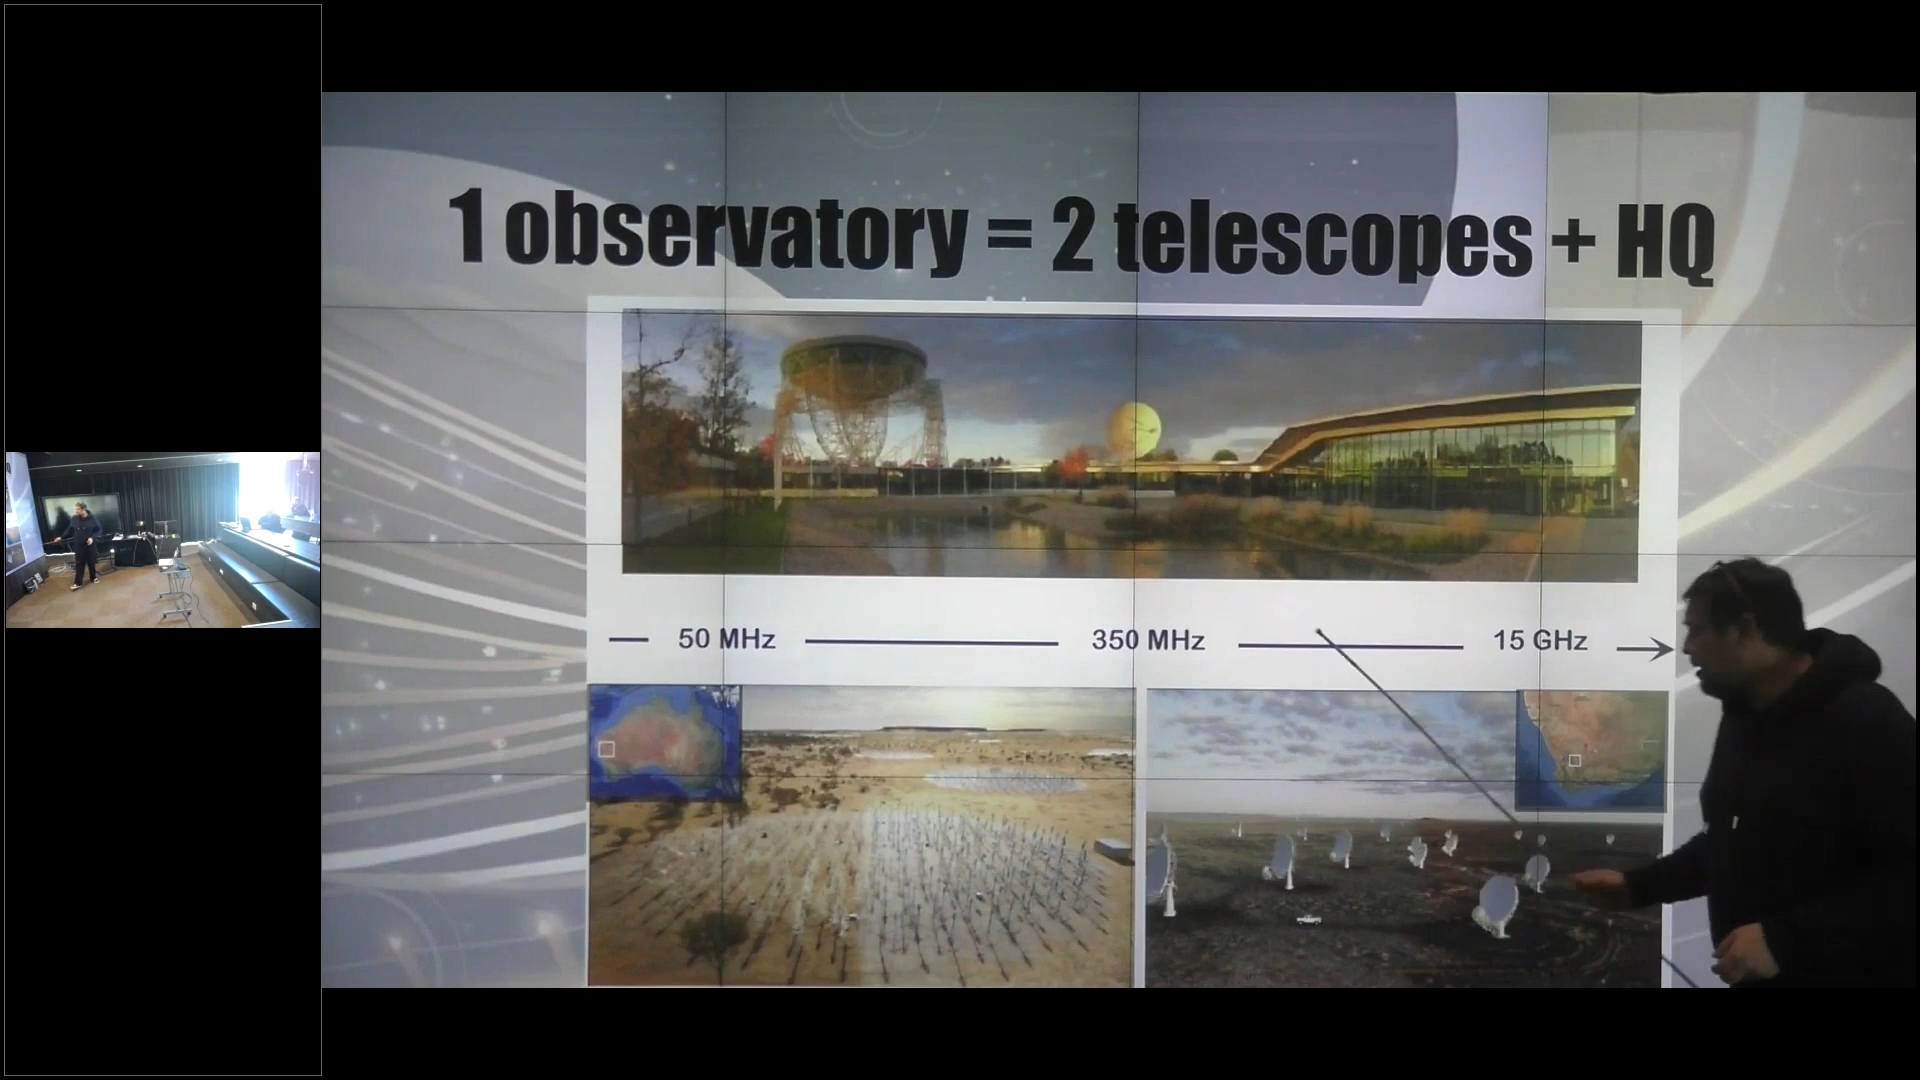 1 observatory = 2 telescopes + HQ
50 MHz 350 MHz 15 GHz